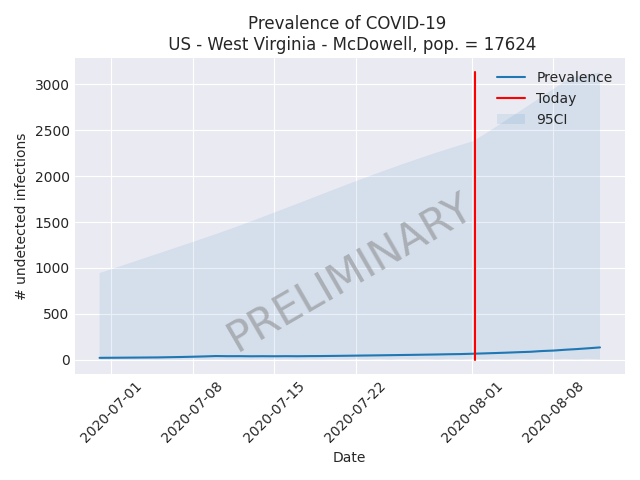 Prevalence of COVID-19
US - West Virginia - McDowell, pop. = 17624
Prevalence
Today
95CI
3000
2500
2000
1500
1000
500
0
# undetected infections
PRELIMINARY
2020-07-01
2020-07-08
2020-07-15
2020-07-22
2020-08-01
2020-08-08
Date